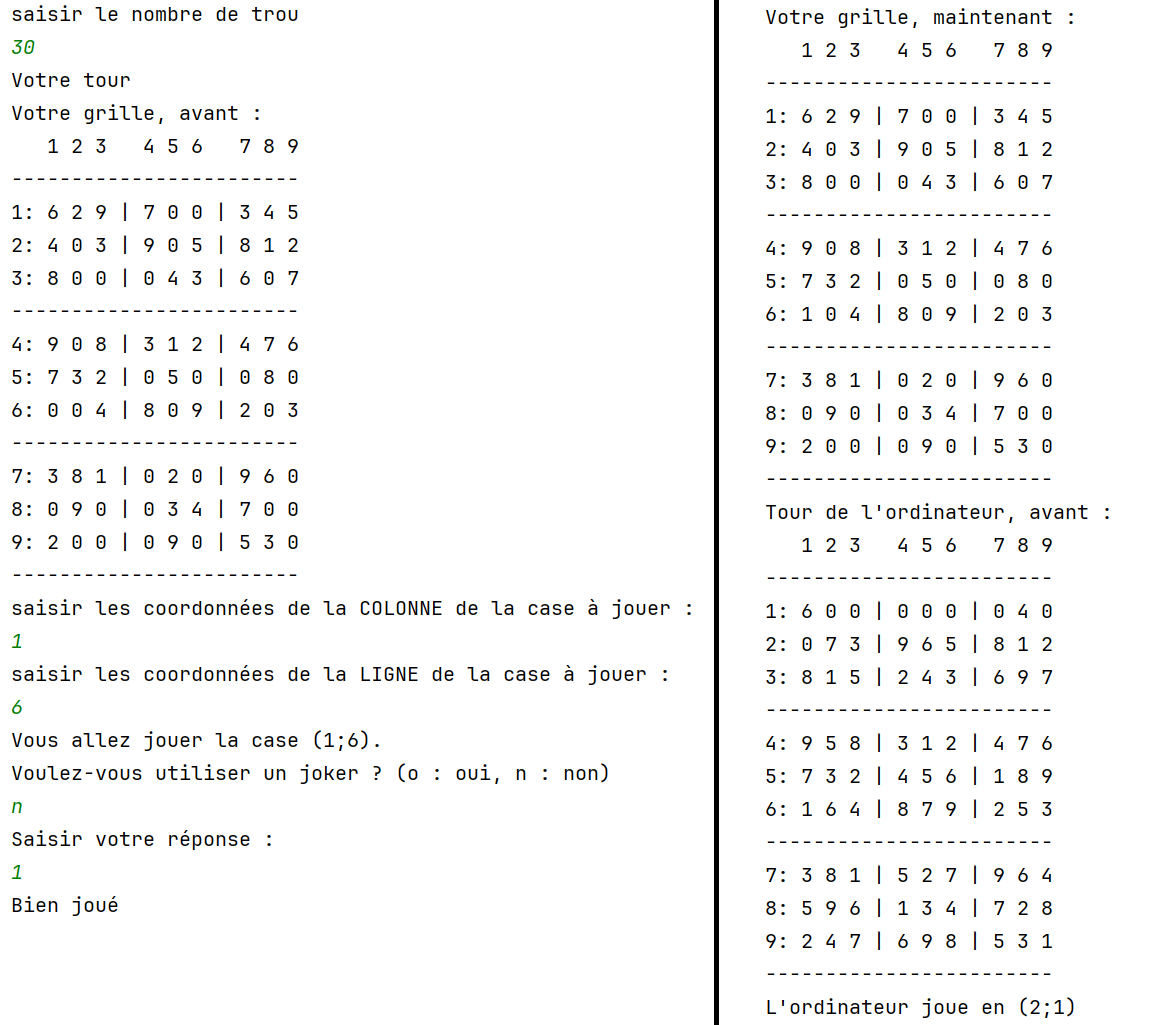 saisir le nombre de trou
30
Votre tour
Votre grille, avant :
   1 2 3   4 5 6   7 8 9
------------------------
1: 6 2 9 | 7 0 0 | 3 4 5
2: 4 0 3 | 9 0 5 | 8 1 2
3: 8 0 0 | 0 4 3 | 6 0 7
------------------------
4: 9 0 8 | 3 1 2 | 4 7 6
5: 7 3 2 | 0 5 0 | 0 8 0
6: 0 0 4 | 8 0 9 | 2 0 3
------------------------
7: 3 8 1 | 0 2 0 | 9 6 0
8: 0 9 0 | 0 3 4 | 7 0 0
9: 2 0 0 | 0 9 0 | 5 3 0
------------------------
saisir les coordonnées de la COLONNE de la case à jouer :
1
saisir les coordonnées de la LIGNE de la case à jouer :
6
Vous allez jouer la case (1;6).
Voulez-vous utiliser un joker ? (o : oui, n : non)
n
Saisir votre réponse :
1
Bien joué
Votre grille, maintenant :
   1 2 3   4 5 6   7 8 9
------------------------
1: 6 2 9 | 7 0 0 | 3 4 5
2: 4 0 3 | 9 0 5 | 8 1 2
3: 8 0 0 | 0 4 3 | 6 0 7
------------------------
4: 9 0 8 | 3 1 2 | 4 7 6
5: 7 3 2 | 0 5 0 | 0 8 0
6: 1 0 4 | 8 0 9 | 2 0 3
------------------------
7: 3 8 1 | 0 2 0 | 9 6 0
8: 0 9 0 | 0 3 4 | 7 0 0
9: 2 0 0 | 0 9 0 | 5 3 0
------------------------
Tour de l'ordinateur, avant :
   1 2 3   4 5 6   7 8 9
------------------------
1: 6 0 0 | 0 0 0 | 0 4 0
2: 0 7 3 | 9 6 5 | 8 1 2
3: 8 1 5 | 2 4 3 | 6 9 7
------------------------
4: 9 5 8 | 3 1 2 | 4 7 6
5: 7 3 2 | 4 5 6 | 1 8 9
6: 1 6 4 | 8 7 9 | 2 5 3
------------------------
7: 3 8 1 | 5 2 7 | 9 6 4
8: 5 9 6 | 1 3 4 | 7 2 8
9: 2 4 7 | 6 9 8 | 5 3 1
------------------------
L'ordinateur joue en (2;1)